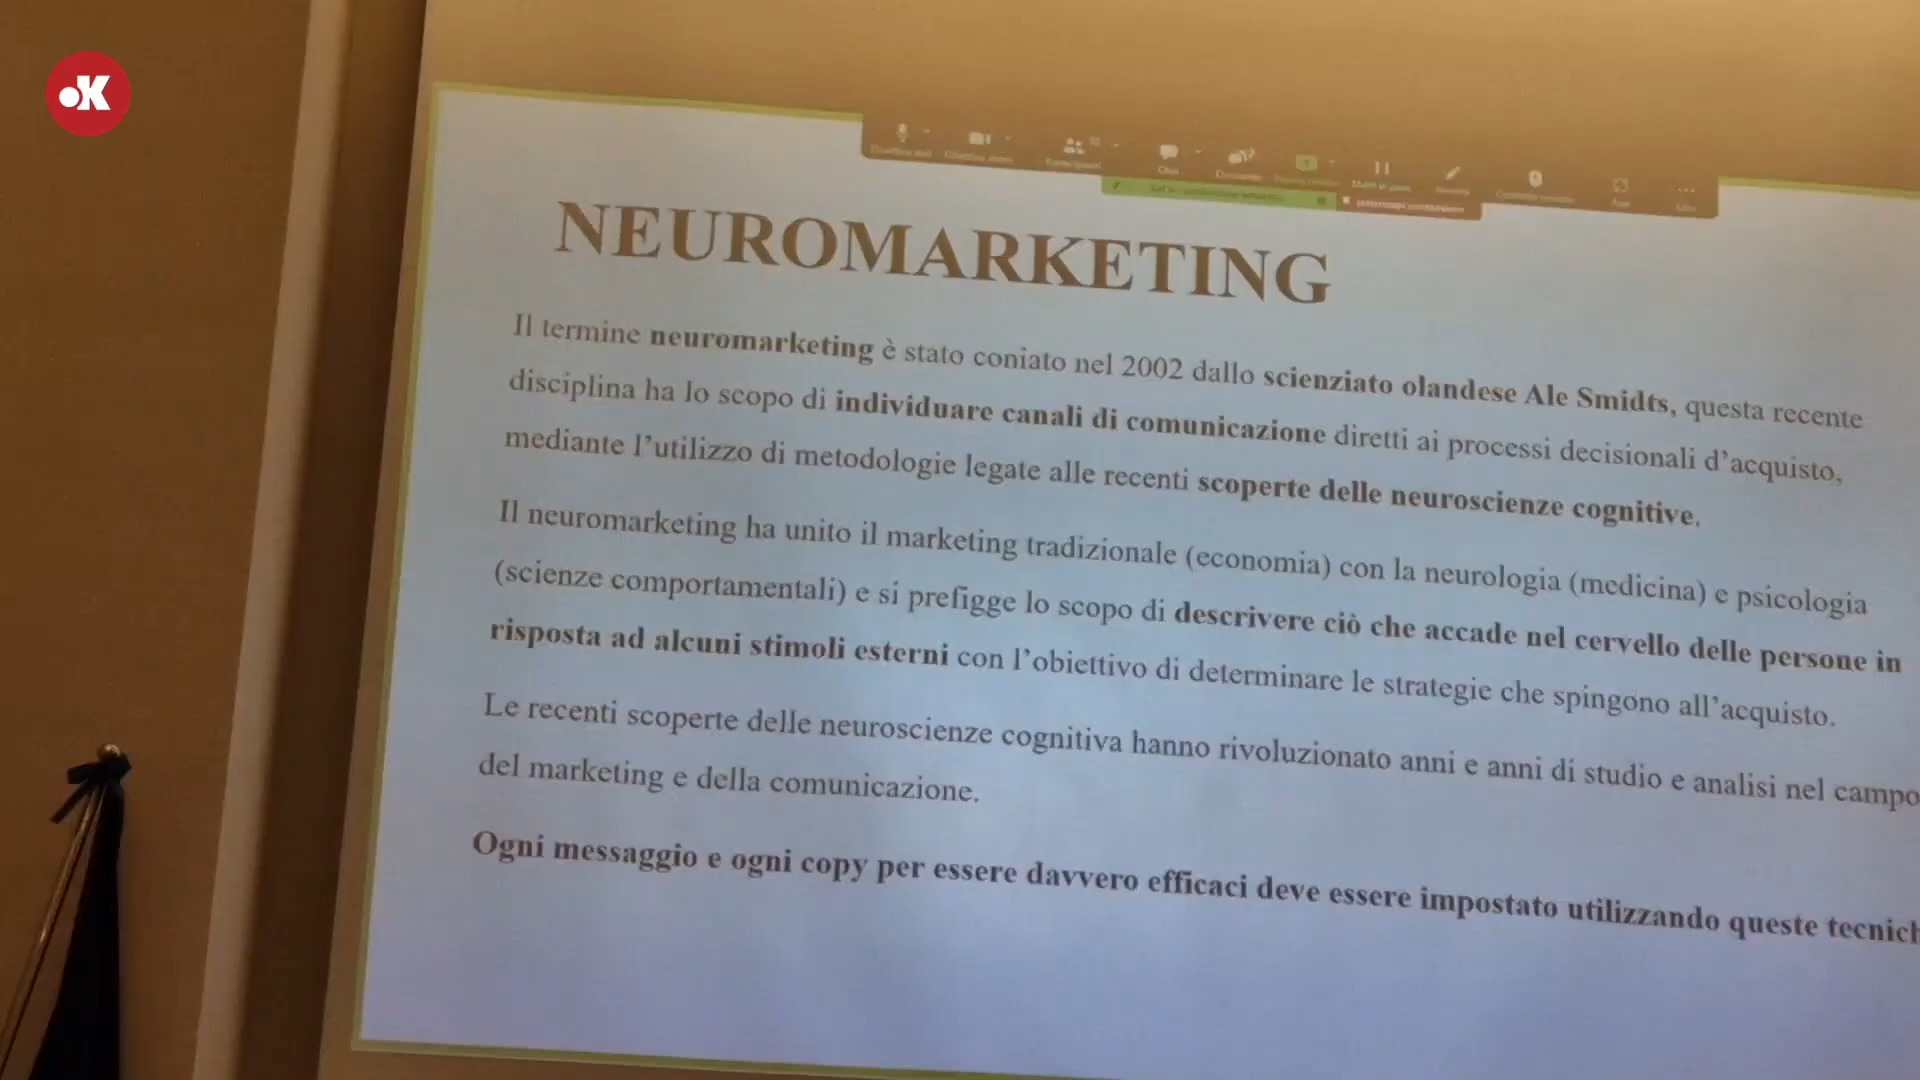 OK
NEUROMARKETING
Il termine neuromarketing è stato coniato nel 2002 dallo scienziato olandese Ale Smidts, questa recente
disciplina ha lo scopo di individuare canali di comunicazione diretti ai processi decisionali d'acquisto,
mediante l'utilizzo di metodologie legate alle recenti scoperte delle neuroscienze cognitive.
Il neuromarketing ha unito il marketing tradizionale (economia) con la neurologia (medicina) e psicologia
(scienze comportamentali) e si prefigge lo scopo di descrivere ciò che accade nel cervello delle persone in
risposta ad alcuni stimoli esterni con l'obiettivo di determinare le strategie che spingono all'acquisto.
Le recenti scoperte delle neuroscienze cognitiva hanno rivoluzionato anni e anni di studio e analisi nel campo
del marketing e della comunicazione.
Ogni messaggio e ogni copy per essere davvero efficaci deve essere impostato utilizzando queste tecnich